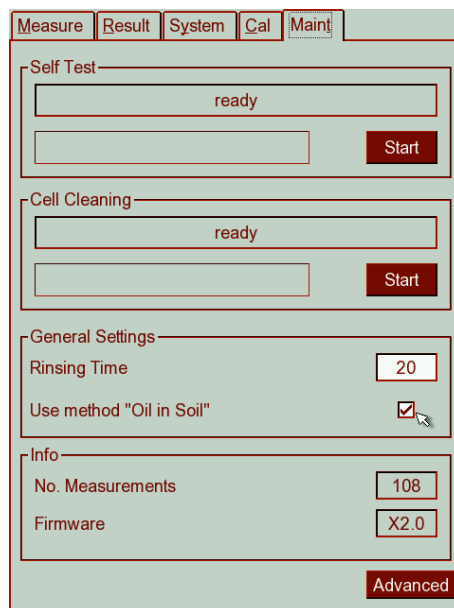 Measure Result System Cal Maint
Self Test
ready
Start
Cell Cleaning
ready
Start
General Settings
Rinsing Time 20
Use method "Oil in Soil"
Info
No. Measurements 108
Firmware X2.0
Advanced